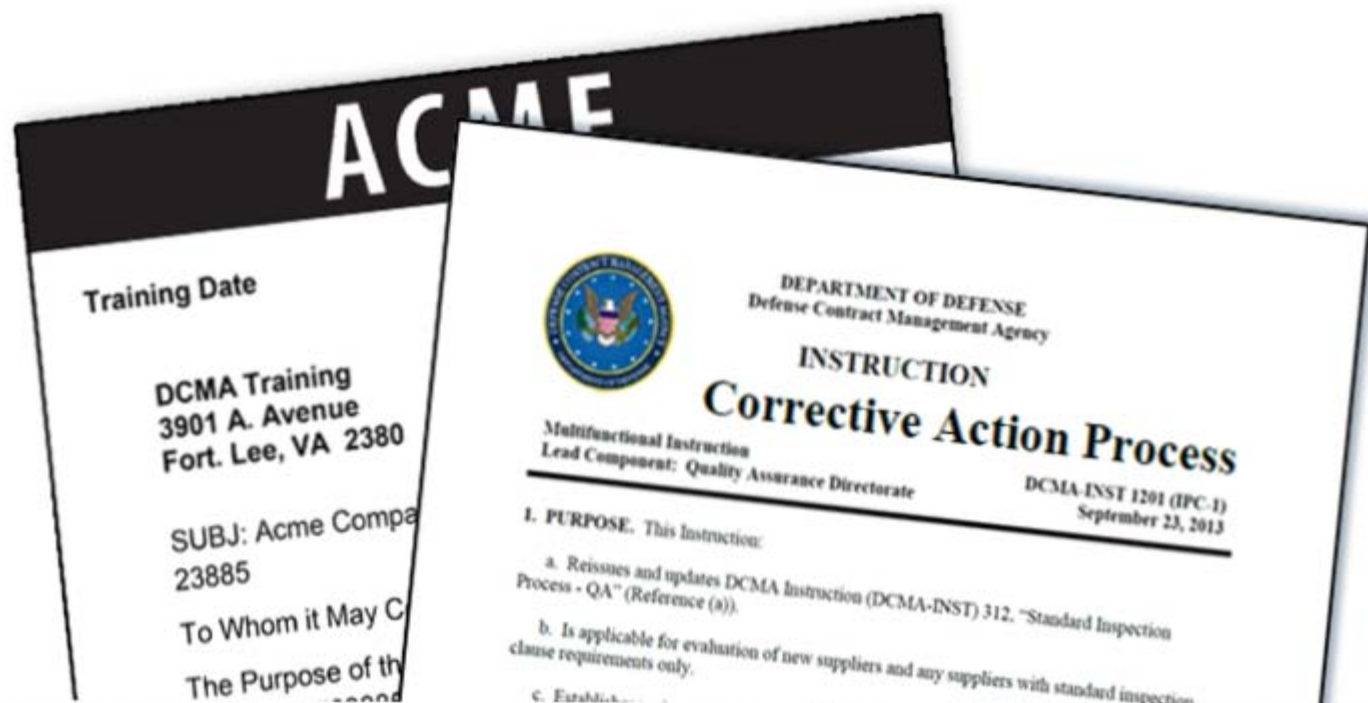 ACME
Training Date
DCMA Training
3901 A. Avenue
Fort. Lee, VA 2380
SUBJ: Acme Compa
23885
To Whom it May C
The Purpose of th
DEPARTMENT OF DEFENSE
Defense Contract Management Agency
INSTRUCTION
Corrective Action Process
Multifunctional Instruction
Lead Component: Quality Assurance Directorate
DCMA-INST 1201 (IPC-1)
September 23, 2013
1. PURPOSE. This Instruction:
a. Reissues and updates DCMA Instruction (DCMA-INST) 312, “Standard Inspection
Process - QA” (Reference (a)).
b. Is applicable for evaluation of new suppliers and any suppliers with standard inspection
clause requirements only.
c.